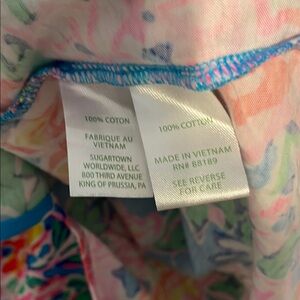 100% COTON
FABRIQUE AU
VIETNAM
SUGARTOWN
WORLDWIDE, LLC
800 THIRD AVENUE
KING OF PRUSSIA, PA
100% COTTON
MADE IN VIETNAM
RN# 88189
SEE REVERSE
FOR CARE